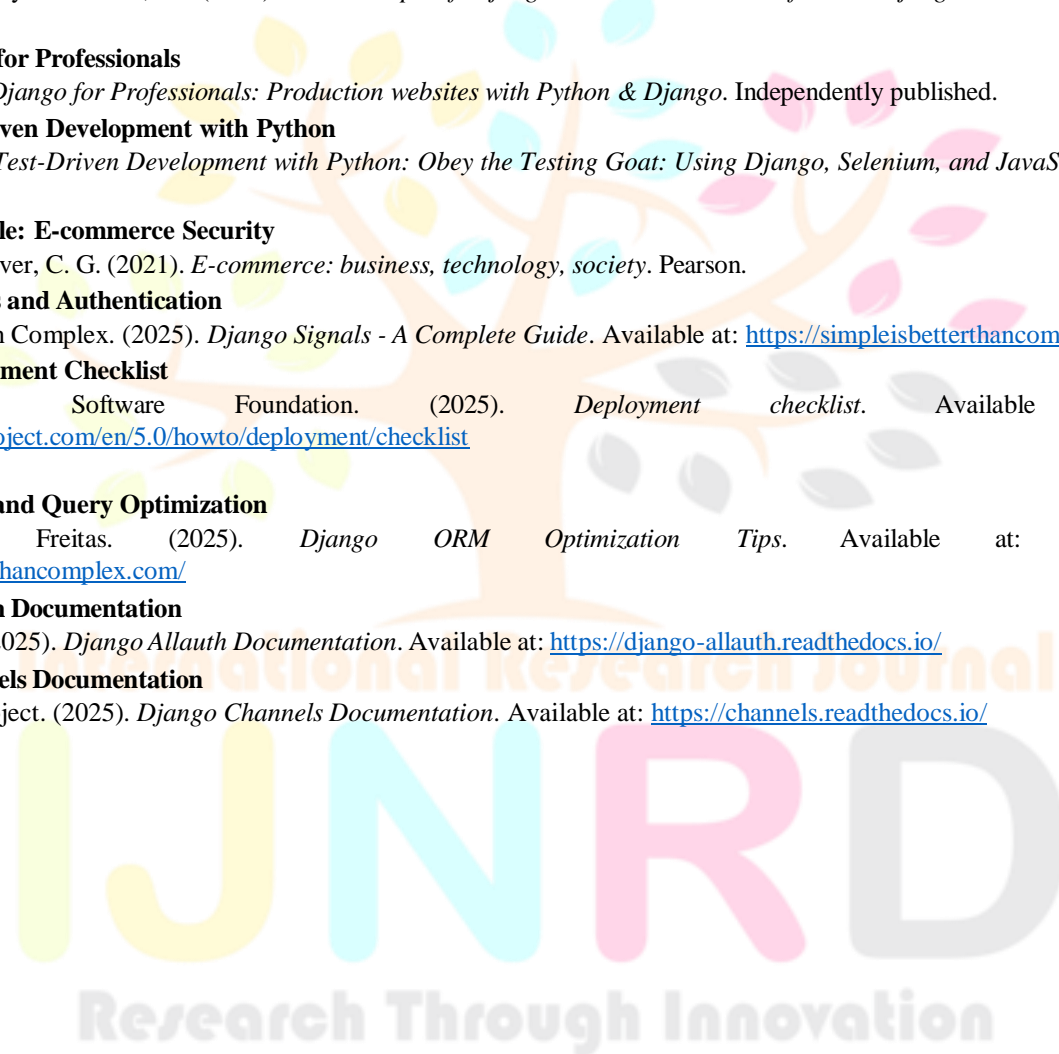 for Professionals
Django for Professionals: Production websites with Python & Django. Independently published.
ven Development with Python
Test-Driven Development with Python: Obey the Testing Goat: Using Django, Selenium, and JavaS
le: E-commerce Security
ver, C. G. (2021). E-commerce: business, technology, society. Pearson.
s and Authentication
n Complex. (2025). Django Signals - A Complete Guide. Available at: https://simpleisbetterthancom
ment Checklist
Software Foundation. (2025). Deployment checklist. Available
oject.com/en/5.0/howto/deployment/checklist
and Query Optimization
Freitas. (2025). Django ORM Optimization Tips. Available at:
hancomplex.com/
h Documentation
2025). Django Allauth Documentation. Available at: https://django-allauth.readthedocs.io/
International Research Journal
els Documentation
ject. (2025). Django Channels Documentation. Available at: https://channels.readthedocs.io/
IJNRD
Research Through Innovation